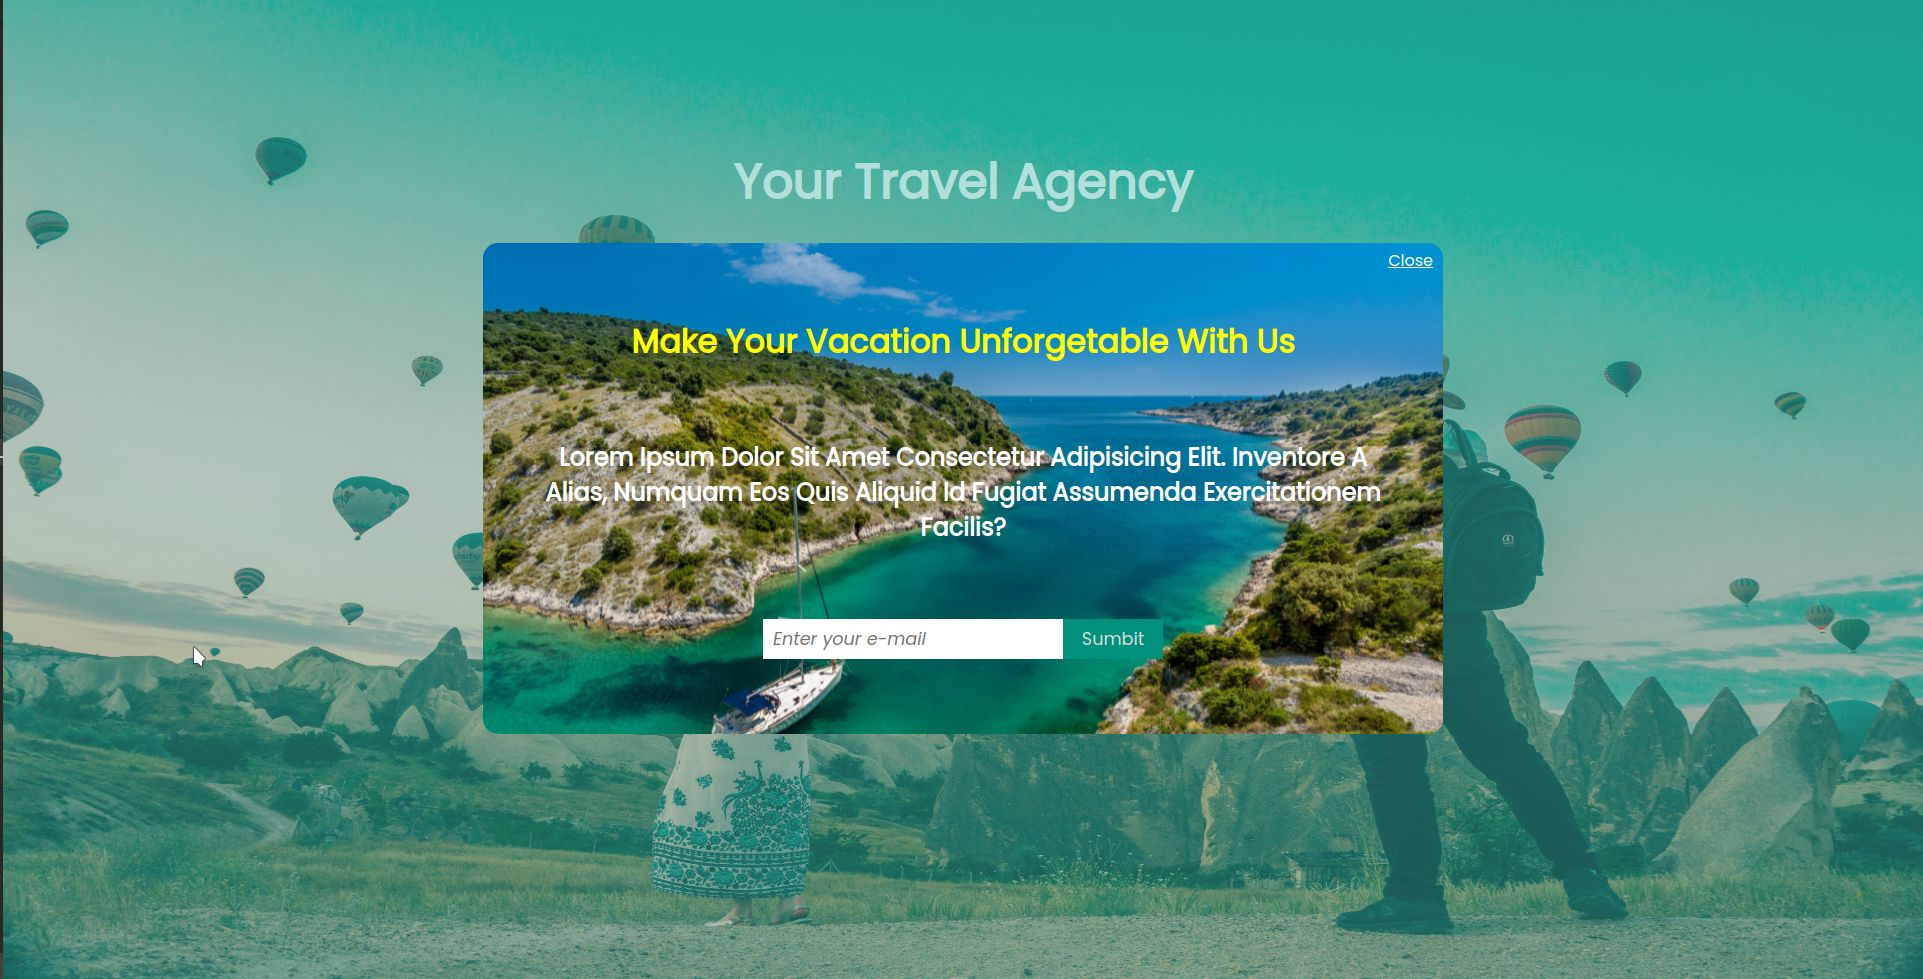 Your Travel Agency
Close
Make Your Vacation Unforgetable With Us
Lorem Ipsum Dolor Sit Amet Consectetur Adipisicing Elit. Inventore A
Alias, Numquam Eos Quis Aliquid Id Fugiat Assumenda Exercitationem
Facilis?
Enter your e-mail
Sumbit